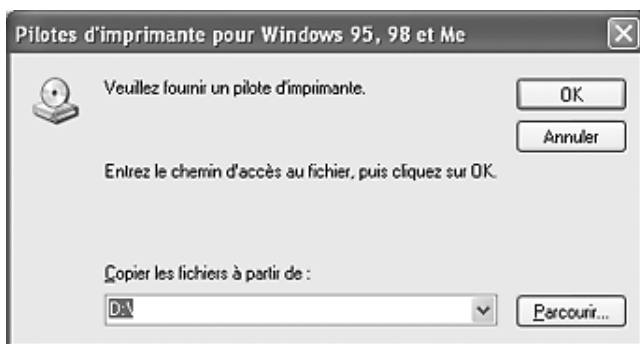 Pilotes d'imprimante pour Windows 95, 98 et Me
Veuillez fournir un pilote d'imprimante.
OK
Annuler
Entrez le chemin d'accès au fichier, puis cliquez sur OK.
Copier les fichiers à partir de :
D:\
Parcourir...